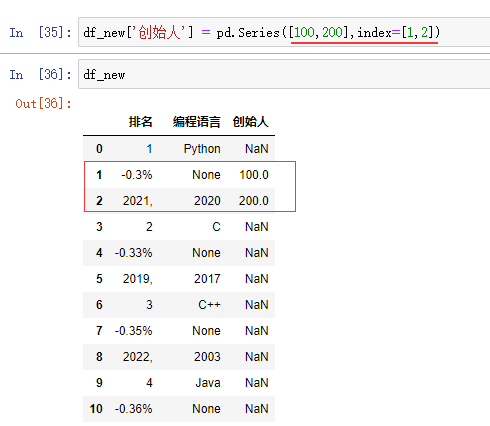 In [35]: df_new['创始人'] = pd.Series([100,200],index=[1,2])
In [36]: df_new
Out[36]:
排名 编程语言 创始人
0 1 Python NaN
1 -0.3% None 100.0
2 2021, 2020 200.0
3 2 C NaN
4 -0.33% None NaN
5 2019, 2017 NaN
6 3 C++ NaN
7 -0.35% None NaN
8 2022, 2003 NaN
9 4 Java NaN
10 -0.36% None NaN